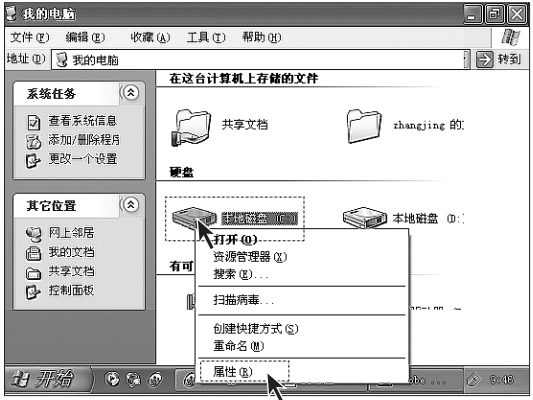 我的电脑
文件(F) 编辑(E) 收藏(A) 工具(T) 帮助(H)
地址(D) 我的电脑 转到
系统任务
查看系统信息
添加/删除程序
更改一个设置
其它位置
网上邻居
我的文档
共享文档
控制面板
在这台计算机上存储的文件
共享文档 zhangjing 的
硬盘
本地磁盘 (C:) 本地磁盘 (D:)
有可
打开(O)
资源管理器(X)
搜索(E)...
扫描病毒...
创建快捷方式(S)
重命名(M)
属性(R)
开始 9:46